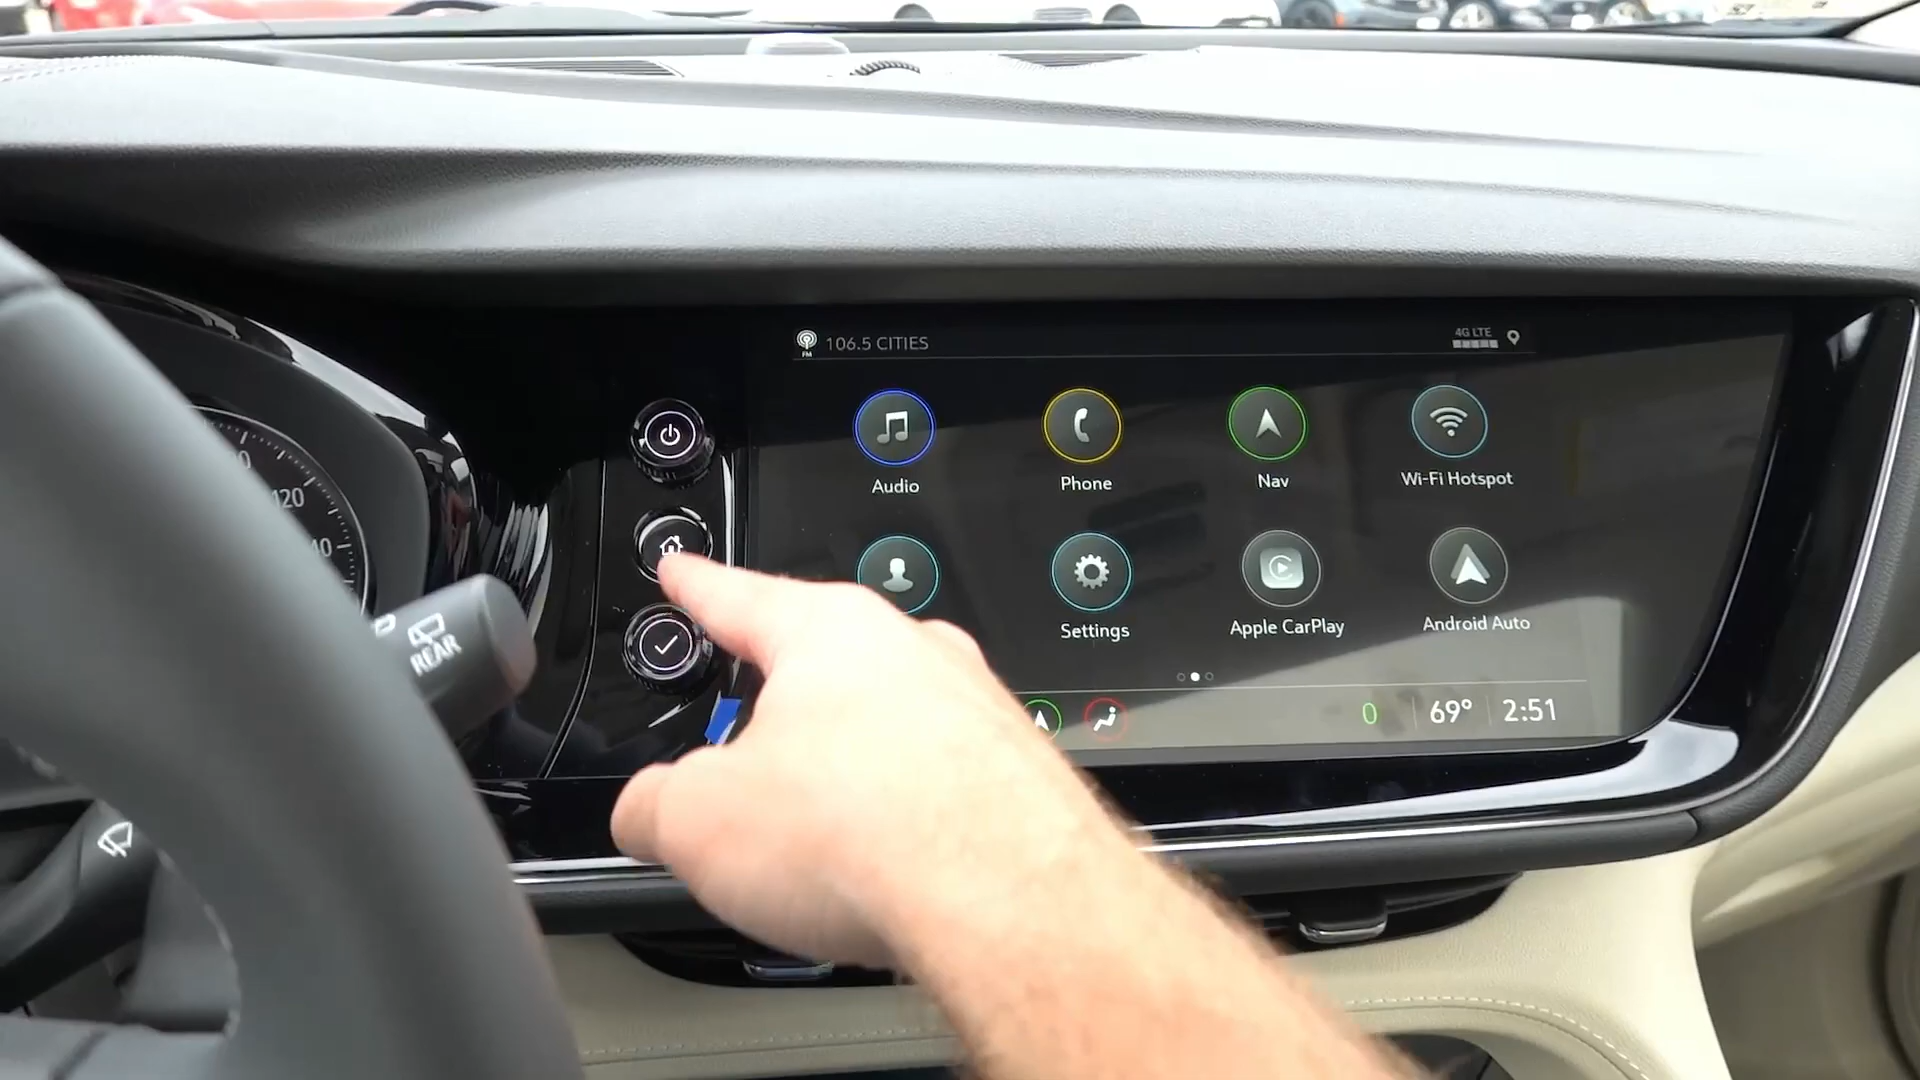 4G LTE
FM 106.5 CITIES
Audio Phone Nav Wi-Fi Hotspot
Settings Apple CarPlay Android Auto
0 69° 2:51
120
REAR